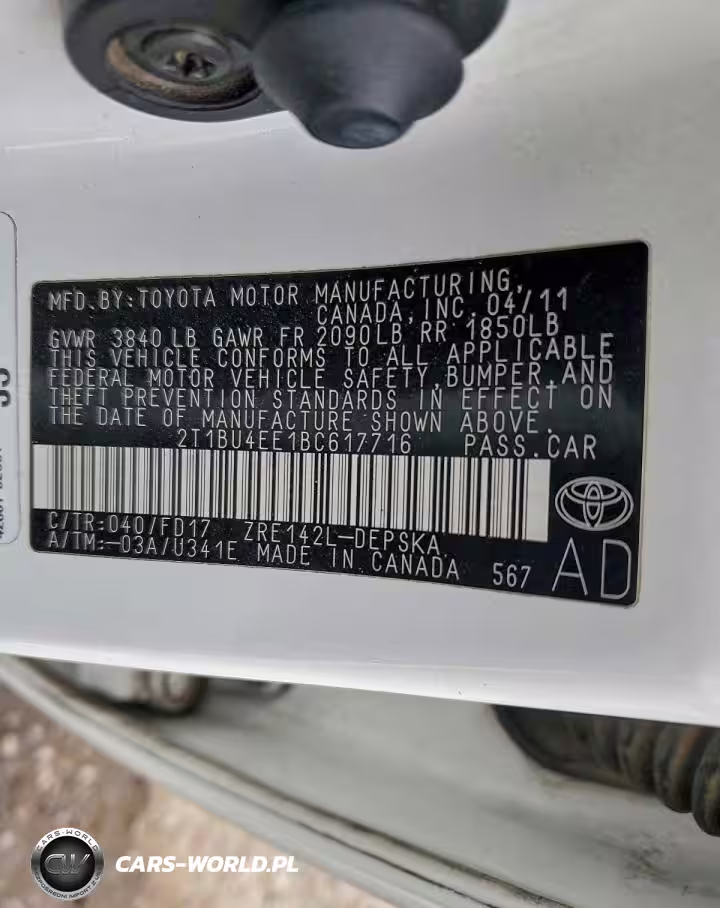 MFD. BY: TOYOTA MOTOR MANUFACTURING,
CANADA, INC. 04/11
GVWR 3840 LB GAWR FR 2090LB RR 1850LB
THIS VEHICLE CONFORMS TO ALL APPLICABLE
FEDERAL MOTOR VEHICLE SAFETY, BUMPER, AND
THEFT PREVENTION STANDARDS IN EFFECT ON
THE DATE OF MANUFACTURE SHOWN ABOVE.
2T1BU4EE1BC617716 PASS.CAR
C/TR: 040/FD17 ZRE142L-DEPSKA
A/TM: -03A/U341E MADE IN CANADA 567 AD
CARS-WORLD
CW
CARS-WORLD.PL